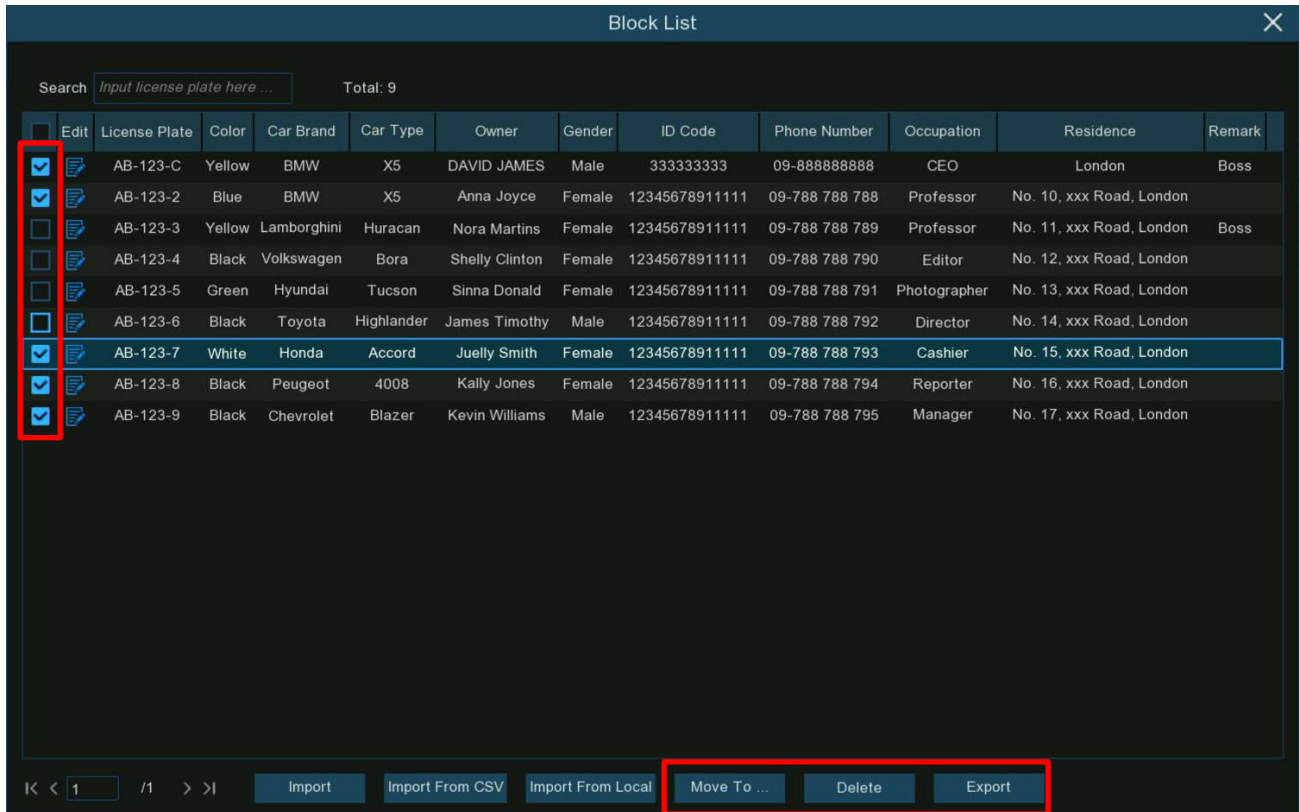 Block List
Search Input license plate here ... Total: 9
Edit License Plate Color Car Brand Car Type Owner Gender ID Code Phone Number Occupation Residence Remark
AB-123-C Yellow BMW X5 DAVID JAMES Male 333333333 09-888888888 CEO London Boss
AB-123-2 Blue BMW X5 Anna Joyce Female 12345678911111 09-788 788 788 Professor No. 10, xxx Road, London
AB-123-3 Yellow Lamborghini Huracan Nora Martins Female 12345678911111 09-788 788 789 Professor No. 11, xxx Road, London Boss
AB-123-4 Black Volkswagen Bora Shelly Clinton Female 12345678911111 09-788 788 790 Editor No. 12, xxx Road, London
AB-123-5 Green Hyundai Tucson Sinna Donald Female 12345678911111 09-788 788 791 Photographer No. 13, xxx Road, London
AB-123-6 Black Toyota Highlander James Timothy Male 12345678911111 09-788 788 792 Director No. 14, xxx Road, London
AB-123-7 White Honda Accord Juelly Smith Female 12345678911111 09-788 788 793 Cashier No. 15, xxx Road, London
AB-123-8 Black Peugeot 4008 Kally Jones Female 12345678911111 09-788 788 794 Reporter No. 16, xxx Road, London
AB-123-9 Black Chevrolet Blazer Kevin Williams Male 12345678911111 09-788 788 795 Manager No. 17, xxx Road, London
1 /1 Import Import From CSV Import From Local Move To ... Delete Export